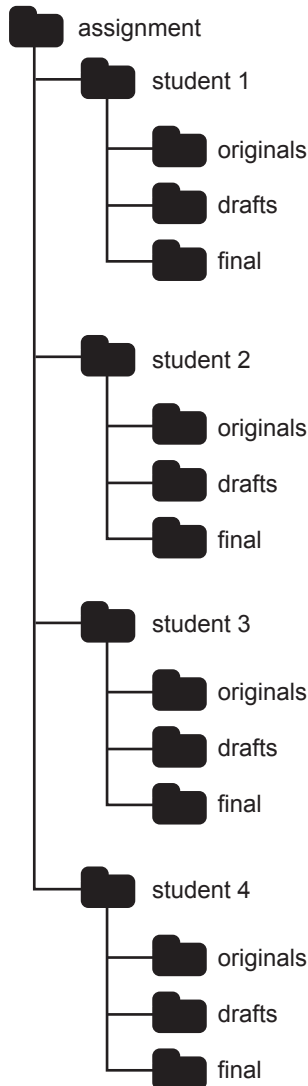 assignment
student 1
originals
drafts
final
student 2
originals
drafts
final
student 3
originals
drafts
final
student 4
originals
drafts
final